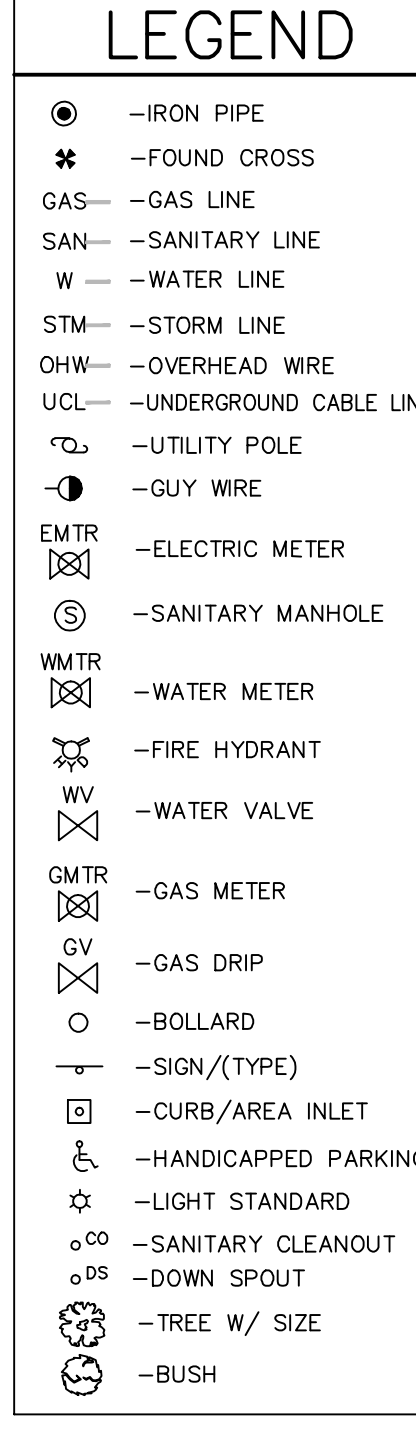 LEGEND
-IRON PIPE
-FOUND CROSS
GAS -GAS LINE
SAN -SANITARY LINE
W -WATER LINE
STM -STORM LINE
OHW -OVERHEAD WIRE
UCL -UNDERGROUND CABLE LIN
-UTILITY POLE
-GUY WIRE
EMTR
-ELECTRIC METER
S -SANITARY MANHOLE
WMTR
-WATER METER
HYD -FIRE HYDRANT
WV
-WATER VALVE
GMTR
-GAS METER
GV
-GAS DRIP
-BOLLARD
-SIGN/(TYPE)
-CURB/AREA INLET
-HANDICAPPED PARKING
-LIGHT STANDARD
CO -SANITARY CLEANOUT
DS -DOWN SPOUT
-TREE W/ SIZE
-BUSH